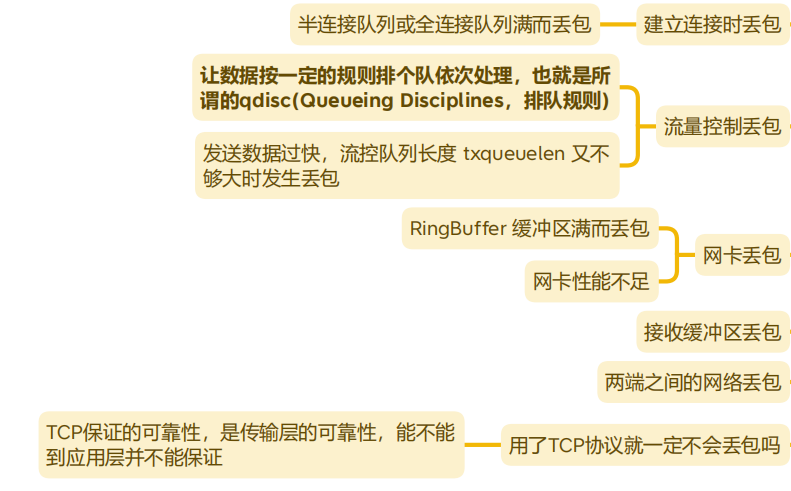 半连接队列或全连接队列满而丢包
建立连接时丢包
让数据按一定的规则排个队依次处理，也就是所
谓的qdisc(Queueing Disciplines，排队规则)
流量控制丢包
发送数据过快，流控队列长度 txqueuelen 又不
够大时发生丢包
RingBuffer 缓冲区满而丢包
网卡丢包
网卡性能不足
接收缓冲区丢包
两端之间的网络丢包
TCP保证的可靠性，是传输层的可靠性，能不能
到应用层并不能保证
用了TCP协议就一定不会丢包吗